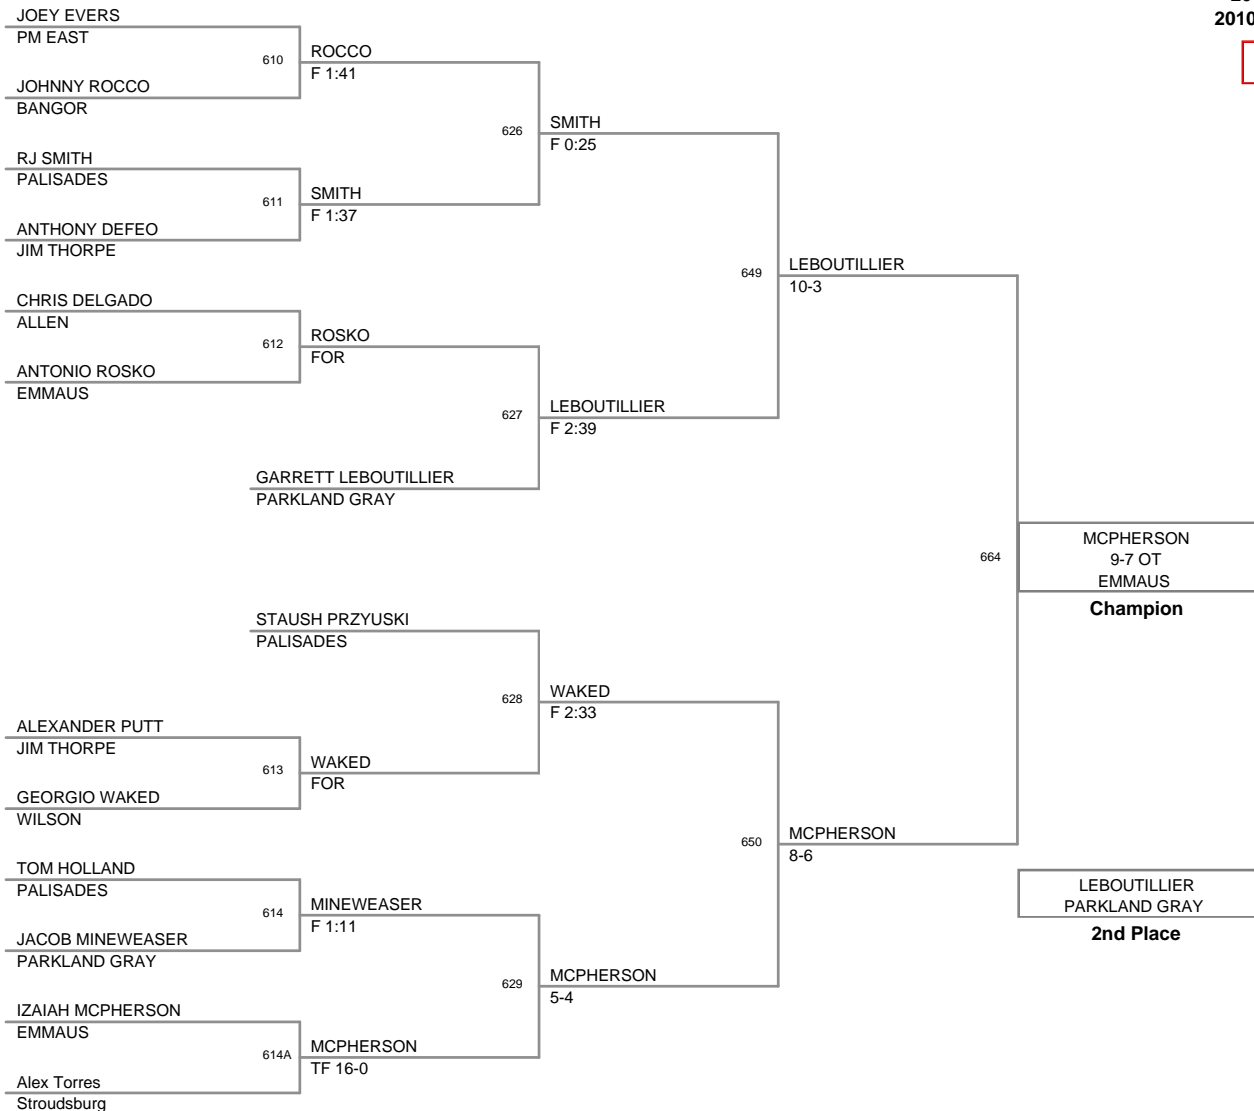 2010
JOEY EVERS
PM EAST
610
ROCCO
F 1:41
JOHNNY ROCCO
BANGOR
626
SMITH
F 0:25
RJ SMITH
PALISADES
611
SMITH
F 1:37
ANTHONY DEFEO
JIM THORPE
649
LEBOUTILLIER
10-3
CHRIS DELGADO
ALLEN
612
ROSKO
FOR
ANTONIO ROSKO
EMMAUS
627
LEBOUTILLIER
F 2:39
GARRETT LEBOUTILLIER
PARKLAND GRAY
664
MCPHERSON
9-7 OT
EMMAUS
Champion
STAUSH PRZYUSKI
PALISADES
628
WAKED
F 2:33
ALEXANDER PUTT
JIM THORPE
613
WAKED
FOR
GEORGIO WAKED
WILSON
650
MCPHERSON
8-6
TOM HOLLAND
PALISADES
614
MINEWEASER
F 1:11
JACOB MINEWEASER
PARKLAND GRAY
LEBOUTILLIER
PARKLAND GRAY
2nd Place
629
MCPHERSON
5-4
IZAIAH MCPHERSON
EMMAUS
614A
MCPHERSON
TF 16-0
Alex Torres
Stroudsburg